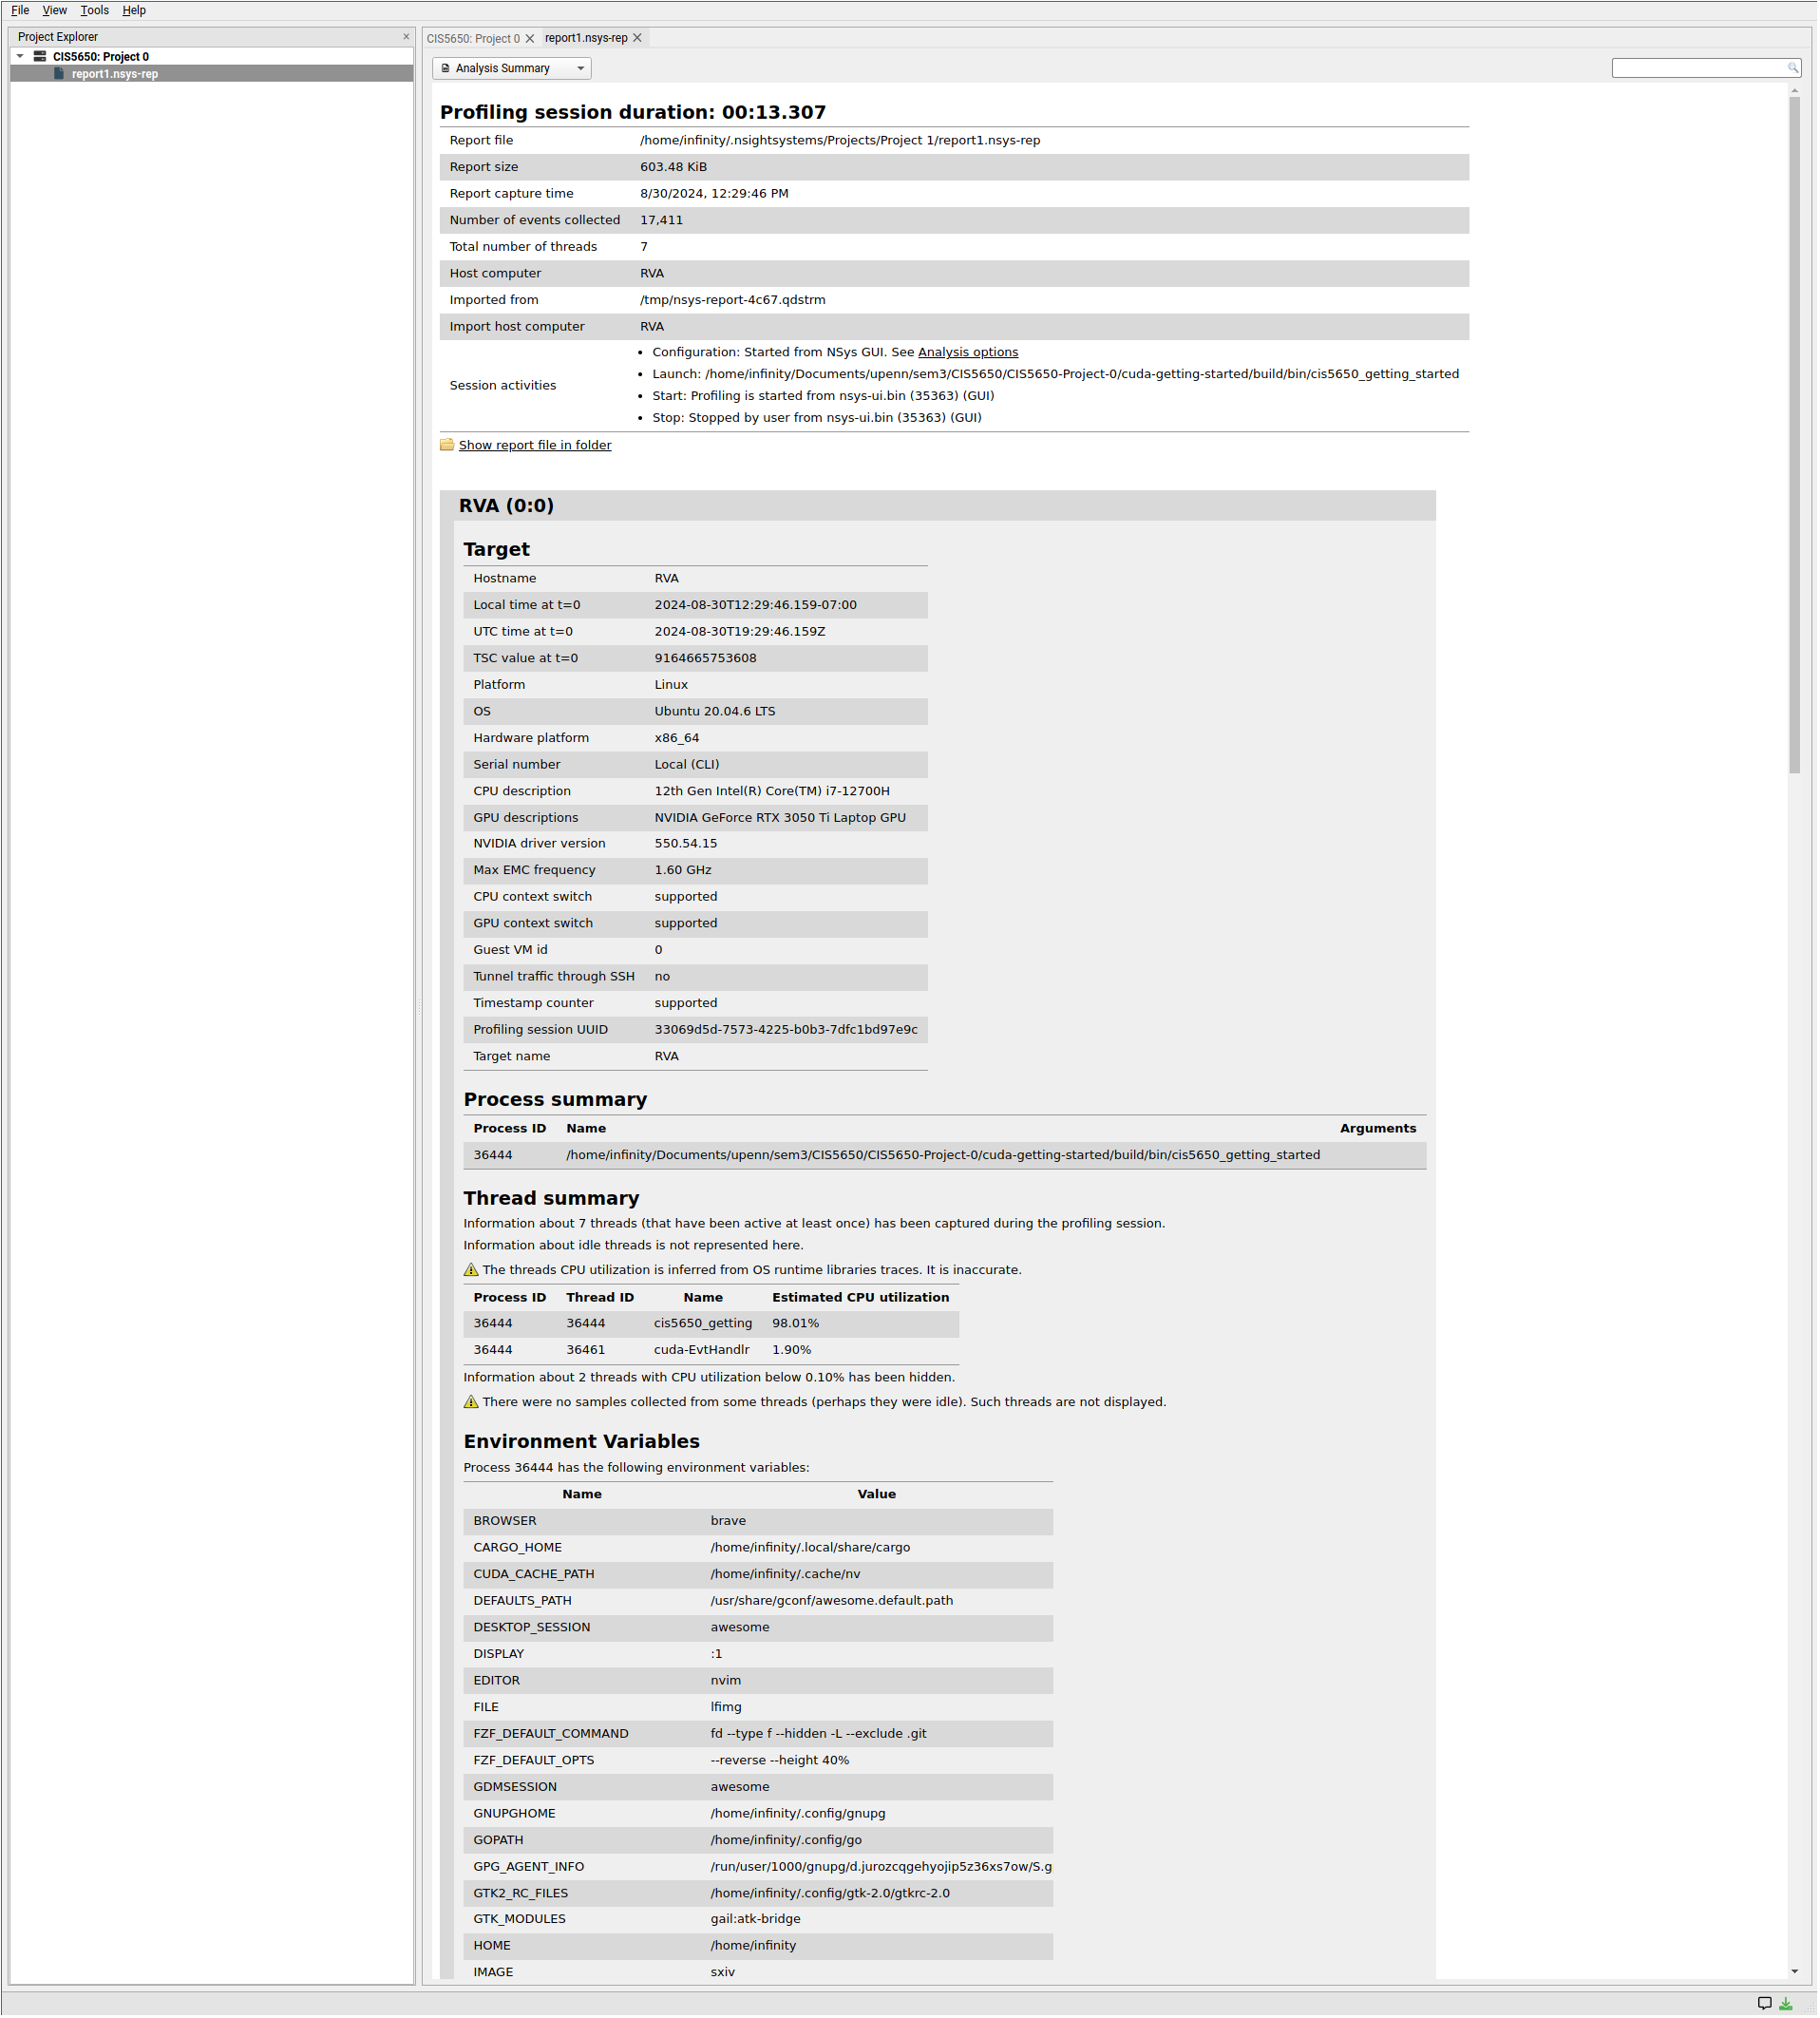 File View Tools Help
Project Explorer
CIS5650: Project 0
report1.nsys-rep
CIS5650: Project 0 report1.nsys-rep
Analysis Summary
Profiling session duration: 00:13.307
Report file /home/infinity/.nsightsystems/Projects/Project 1/report1.nsys-rep
Report size 603.48 KiB
Report capture time 8/30/2024, 12:29:46 PM
Number of events collected 17,411
Total number of threads 7
Host computer RVA
Imported from /tmp/nsys-report-4c67.qdstrm
Import host computer RVA
Session activities
• Configuration: Started from NSys GUI. See Analysis options
• Launch: /home/infinity/Documents/upenn/sem3/CIS5650/CIS5650-Project-0/cuda-getting-started/build/bin/cis5650_getting_started
• Start: Profiling is started from nsys-ui.bin (35363) (GUI)
• Stop: Stopped by user from nsys-ui.bin (35363) (GUI)
Show report file in folder
RVA (0:0)
Target
Hostname RVA
Local time at t=0 2024-08-30T12:29:46.159-07:00
UTC time at t=0 2024-08-30T19:29:46.159Z
TSC value at t=0 9164665753608
Platform Linux
OS Ubuntu 20.04.6 LTS
Hardware platform x86_64
Serial number Local (CLI)
CPU description 12th Gen Intel(R) Core(TM) i7-12700H
GPU descriptions NVIDIA GeForce RTX 3050 Ti Laptop GPU
NVIDIA driver version 550.54.15
Max EMC frequency 1.60 GHz
CPU context switch supported
GPU context switch supported
Guest VM id 0
Tunnel traffic through SSH no
Timestamp counter supported
Profiling session UUID 33069d5d-7573-4225-b0b3-7dfc1bd97e9c
Target name RVA
Process summary
Process ID Name Arguments
36444 /home/infinity/Documents/upenn/sem3/CIS5650/CIS5650-Project-0/cuda-getting-started/build/bin/cis5650_getting_started
Thread summary
Information about 7 threads (that have been active at least once) has been captured during the profiling session.
Information about idle threads is not represented here.
The threads CPU utilization is inferred from OS runtime libraries traces. It is inaccurate.
Process ID Thread ID Name Estimated CPU utilization
36444 36444 cis5650_getting 98.01%
36444 36461 cuda-EvtHandlr 1.90%
Information about 2 threads with CPU utilization below 0.10% has been hidden.
There were no samples collected from some threads (perhaps they were idle). Such threads are not displayed.
Environment Variables
Process 36444 has the following environment variables:
Name Value
BROWSER brave
CARGO_HOME /home/infinity/.local/share/cargo
CUDA_CACHE_PATH /home/infinity/.cache/nv
DEFAULTS_PATH /usr/share/gconf/awesome.default.path
DESKTOP_SESSION awesome
DISPLAY :1
EDITOR nvim
FILE lfimg
FZF_DEFAULT_COMMAND fd --type f --hidden -L --exclude .git
FZF_DEFAULT_OPTS --reverse --height 40%
GDMSESSION awesome
GNUPGHOME /home/infinity/.config/gnupg
GOPATH /home/infinity/.config/go
GPG_AGENT_INFO /run/user/1000/gnupg/d.jurozcqgehyojip5z36xs7ow/S.g
GTK2_RC_FILES /home/infinity/.config/gtk-2.0/gtkrc-2.0
GTK_MODULES gail:atk-bridge
HOME /home/infinity
IMAGE sxiv